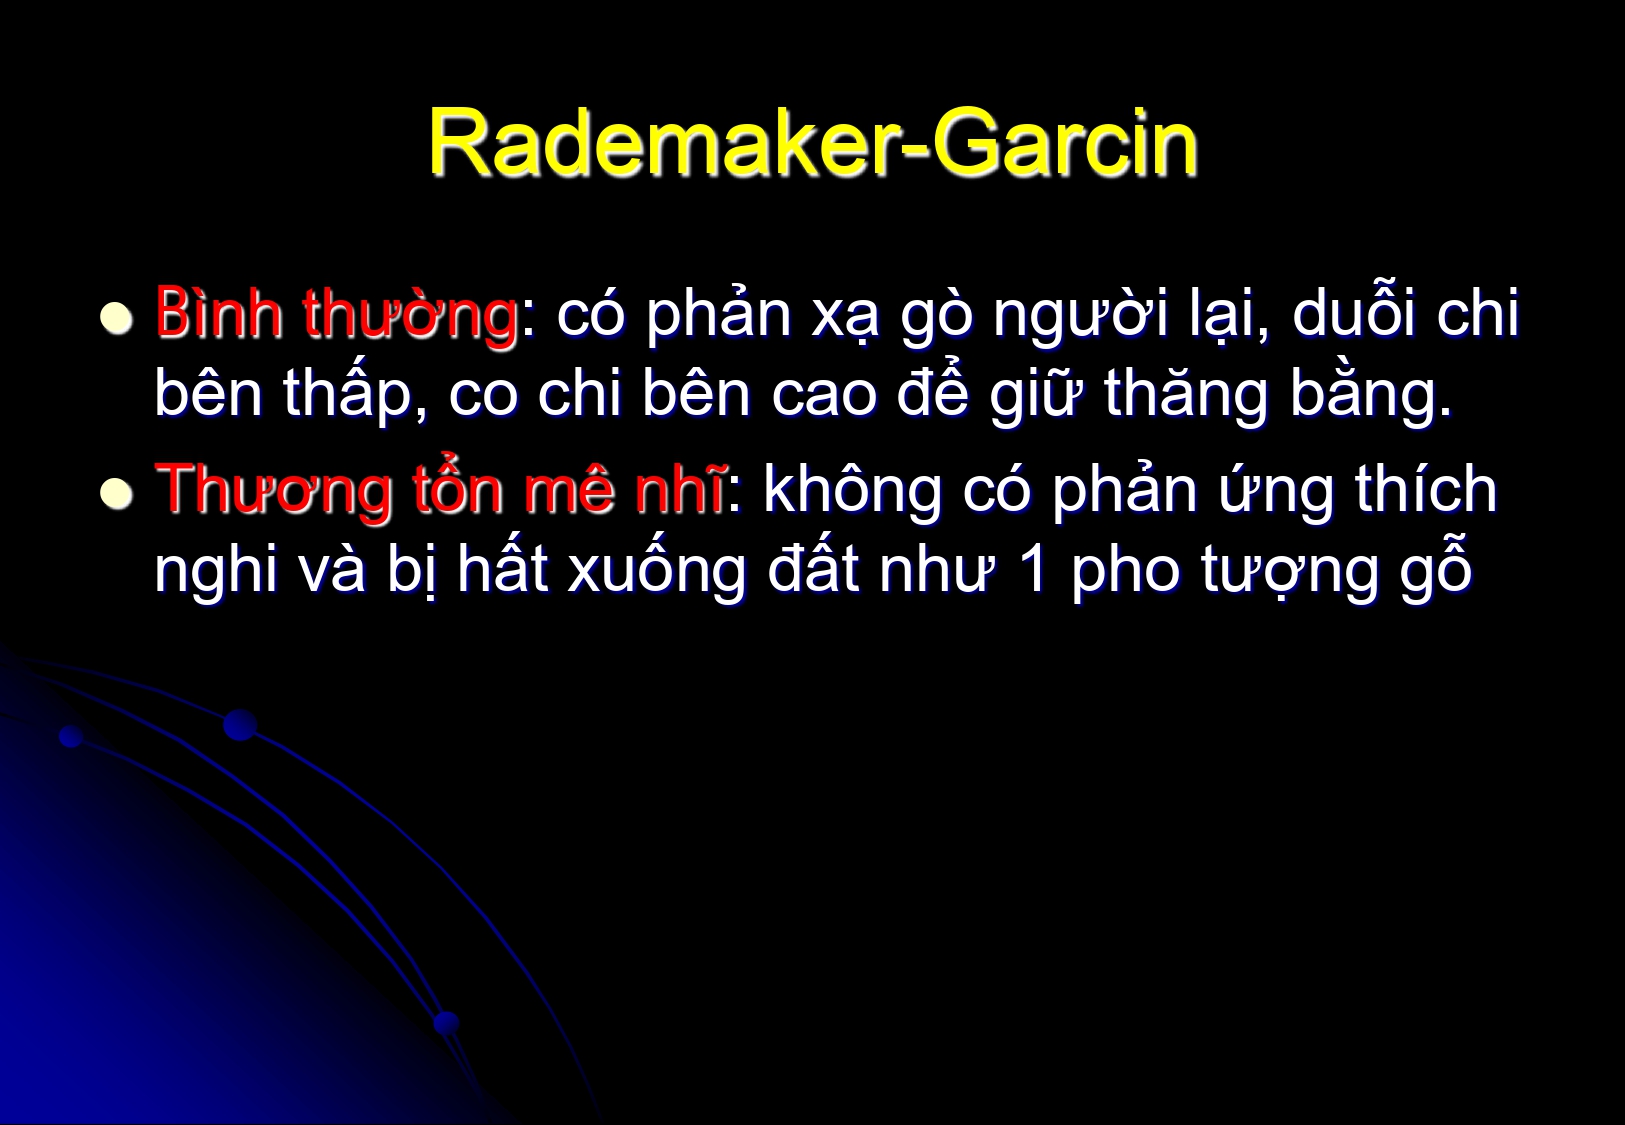 Rademaker-Garcin
Bình thường: có phản xạ gò người lại, duỗi chi
bên thấp, co chi bên cao để giữ thăng bằng.
Thương tổn mê nhĩ: không có phản ứng thích
nghi và bị hất xuống đất như 1 pho tượng gỗ